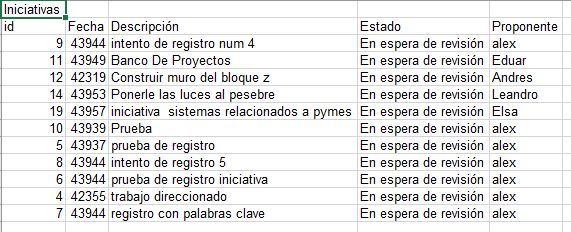 Iniciativas
id Fecha Descripción Estado Proponente
9 43944 intento de registro num 4 En espera de revisión alex
11 43949 Banco De Proyectos En espera de revisión Eduar
12 42319 Construir muro del bloque z En espera de revisión Andres
14 43953 Ponerle las luces al pesebre En espera de revisión Leandro
19 43957 iniciativa  sistemas relacionados a pymes En espera de revisión Elsa
10 43939 Prueba En espera de revisión alex
5 43937 prueba de registro En espera de revisión alex
8 43944 intento de registro 5 En espera de revisión alex
6 43944 prueba de registro iniciativa En espera de revisión alex
4 42355 trabajo direccionado En espera de revisión alex
7 43944 registro con palabras clave En espera de revisión alex